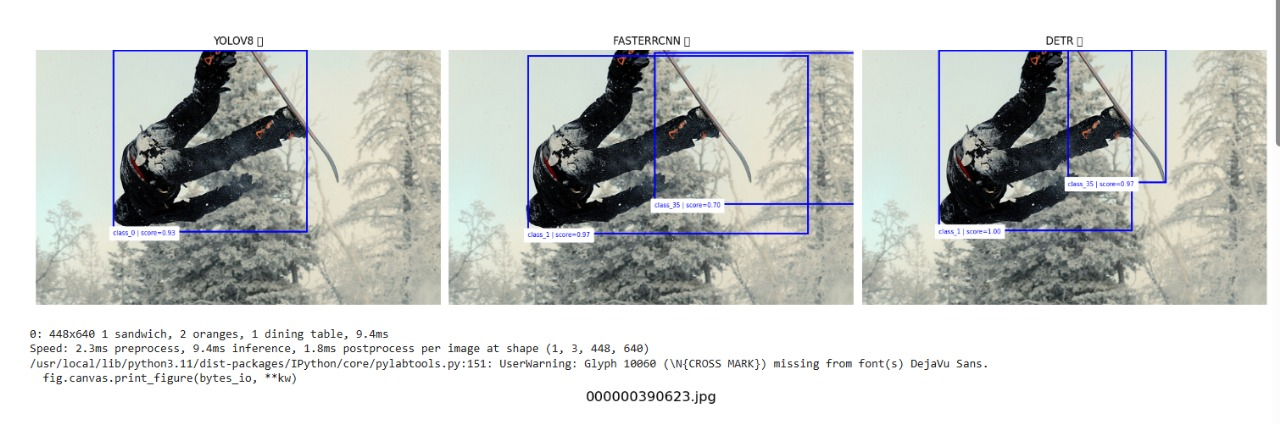 YOLOV8 ▯
FASTERRCNN ▯
DETR ▯
class_0 | score=0.93
class_35 | score=0.70
class_1 | score=0.97
class_35 | score=0.97
class_1 | score=1.00
0: 448x640 1 sandwich, 2 oranges, 1 dining table, 9.4ms
Speed: 2.3ms preprocess, 9.4ms inference, 1.8ms postprocess per image at shape (1, 3, 448, 640)
/usr/local/lib/python3.11/dist-packages/IPython/core/pylabtools.py:151: UserWarning: Glyph 10060 (\N{CROSS MARK}) missing from font(s) DejaVu Sans.
fig.canvas.print_figure(bytes_io, **kw)
000000390623.jpg